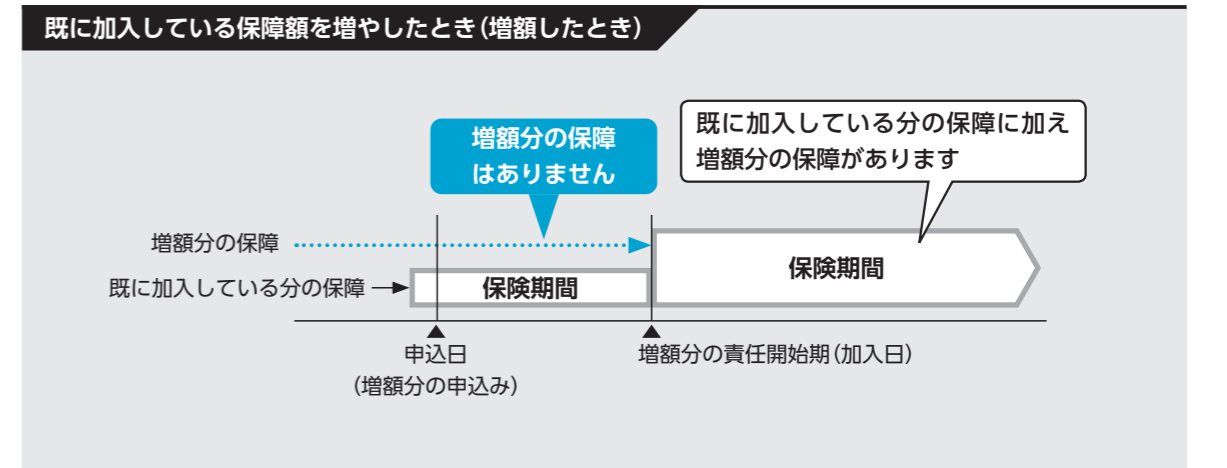 既に加入している保障額を増やしたとき(増額したとき)
増額分の保障
はありません
既に加入している分の保障に加え
増額分の保障があります
増額分の保障
既に加入している分の保障
保険期間
保険期間
申込日
(増額分の申込み)
増額分の責任開始期(加入日)